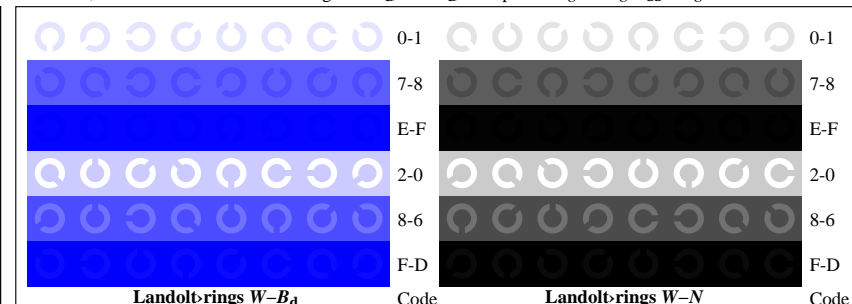 0-1 0-1
7-8 7-8
E-F E-F
2-0 2-0
8-6 8-6
F-D F-D
Landolt›rings W–B_d Code Landolt›rings W–N Code